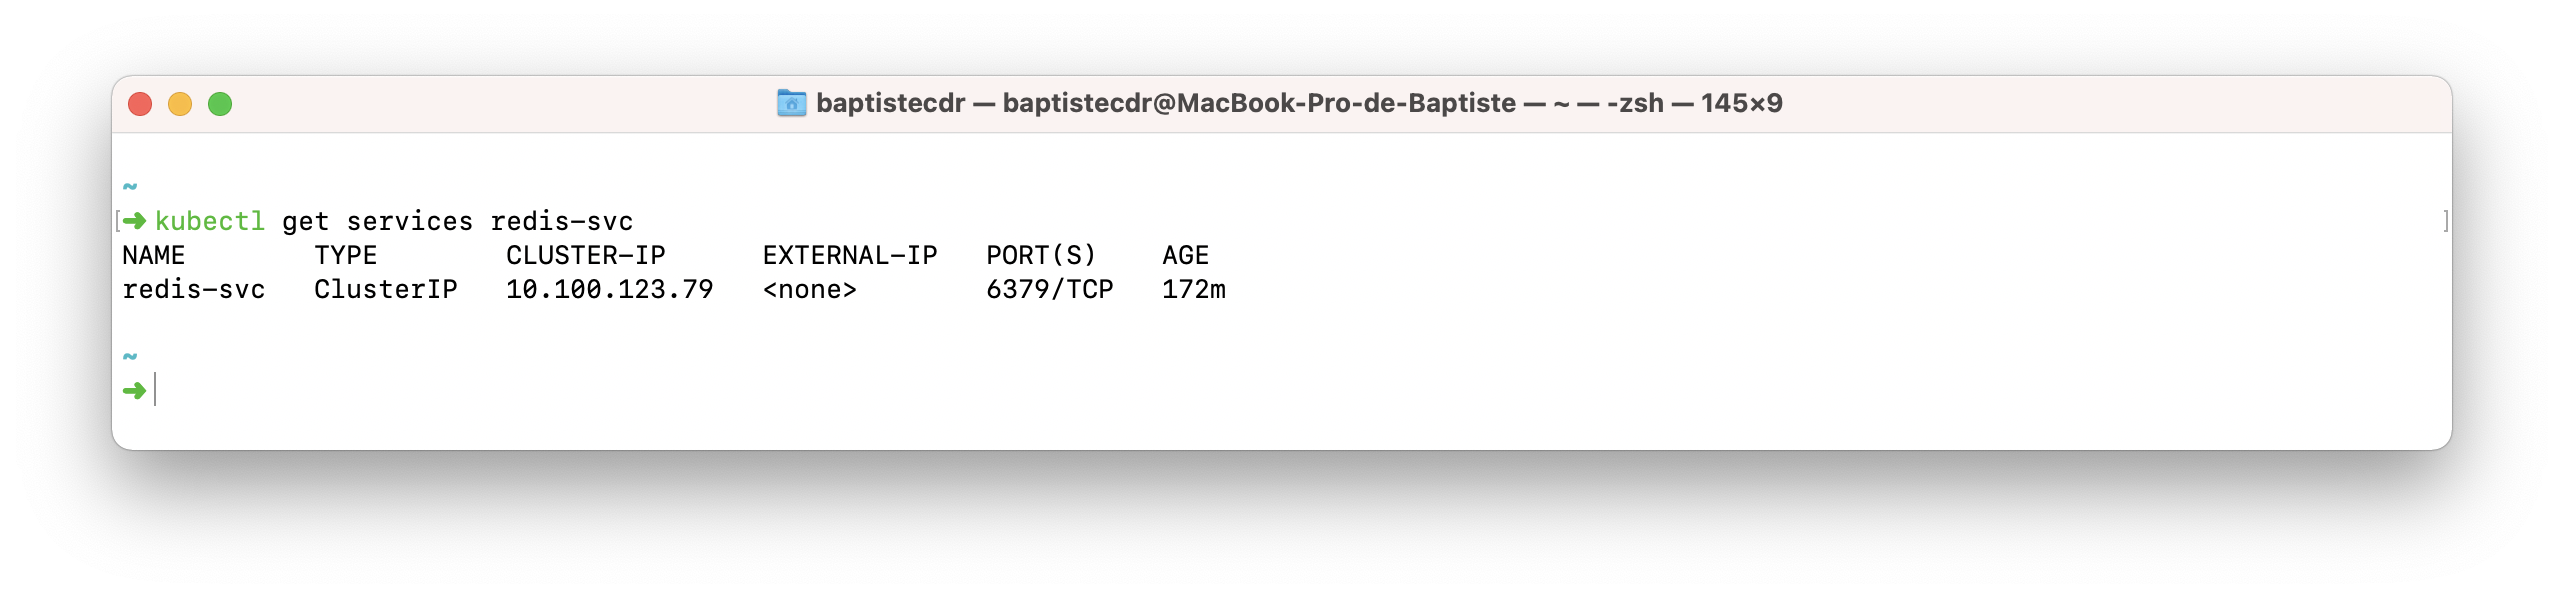 baptistecdr — baptistecdr@MacBook-Pro-de-Baptiste — ~ — -zsh — 145×9
~
[➜ kubectl get services redis-svc ]
NAME        TYPE        CLUSTER-IP      EXTERNAL-IP   PORT(S)    AGE
redis-svc   ClusterIP   10.100.123.79   <none>        6379/TCP   172m
~
➜